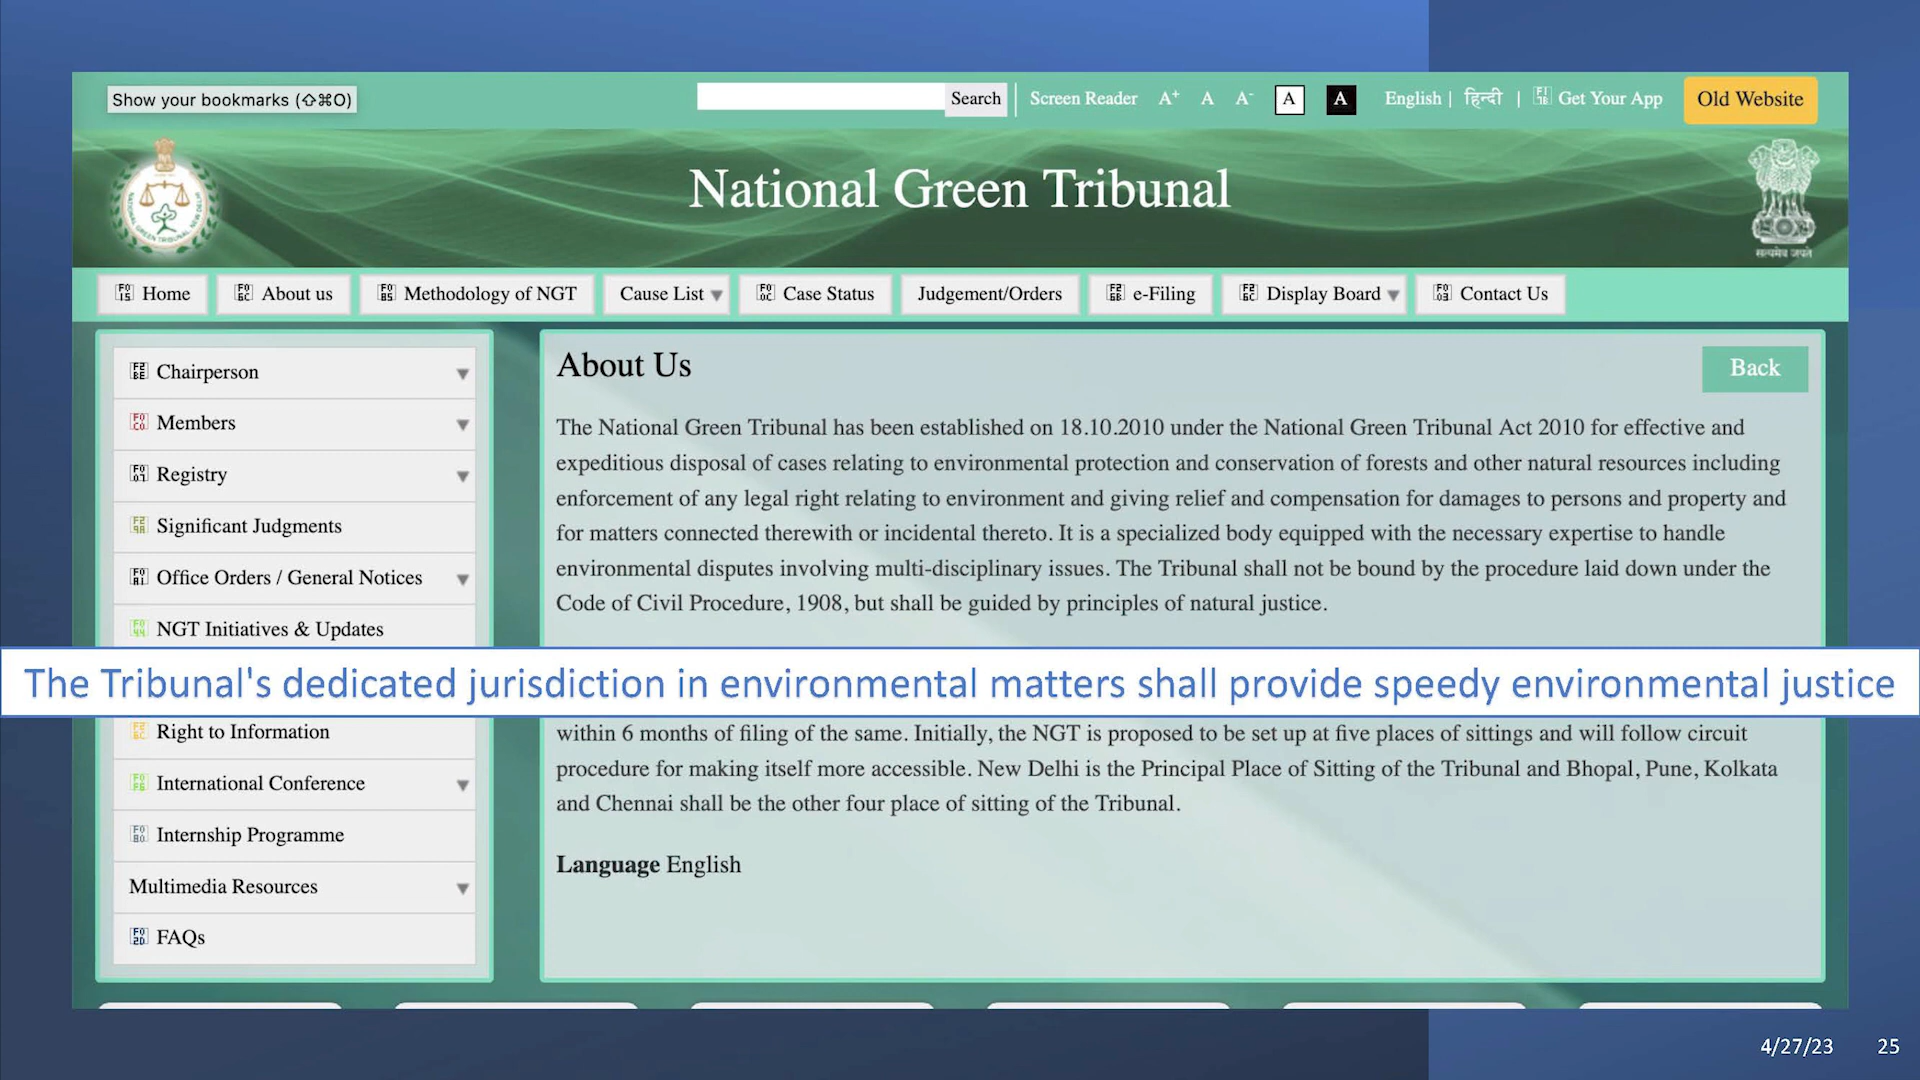 Show your bookmarks (⇧⌘O)
Search
Screen Reader A+ A A- A A English | हिन्दी | Get Your App Old Website
National Green Tribunal
सत्यमेव जयते
Home About us Methodology of NGT Cause List Case Status Judgement/Orders e-Filing Display Board Contact Us
Chairperson
Members
Registry
Significant Judgments
Office Orders / General Notices
NGT Initiatives & Updates
About Us
Back
The National Green Tribunal has been established on 18.10.2010 under the National Green Tribunal Act 2010 for effective and
expeditious disposal of cases relating to environmental protection and conservation of forests and other natural resources including
enforcement of any legal right relating to environment and giving relief and compensation for damages to persons and property and
for matters connected therewith or incidental thereto. It is a specialized body equipped with the necessary expertise to handle
environmental disputes involving multi-disciplinary issues. The Tribunal shall not be bound by the procedure laid down under the
Code of Civil Procedure, 1908, but shall be guided by principles of natural justice.
The Tribunal's dedicated jurisdiction in environmental matters shall provide speedy environmental justice
Right to Information
International Conference
Internship Programme
Multimedia Resources
FAQs
within 6 months of filing of the same. Initially, the NGT is proposed to be set up at five places of sittings and will follow circuit
procedure for making itself more accessible. New Delhi is the Principal Place of Sitting of the Tribunal and Bhopal, Pune, Kolkata
and Chennai shall be the other four place of sitting of the Tribunal.
Language English
4/27/23 25